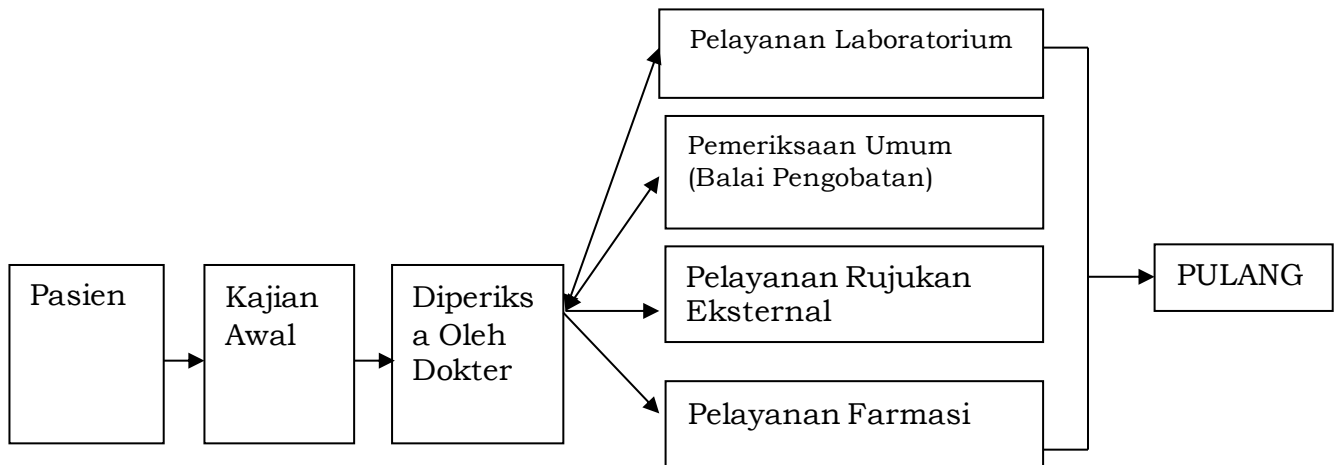 Pelayanan Laboratorium
Pemeriksaan Umum
(Balai Pengobatan)
Pasien
Kajian
Awal
Diperiks
a Oleh
Dokter
Pelayanan Rujukan
Eksternal
Pelayanan Farmasi
PULANG